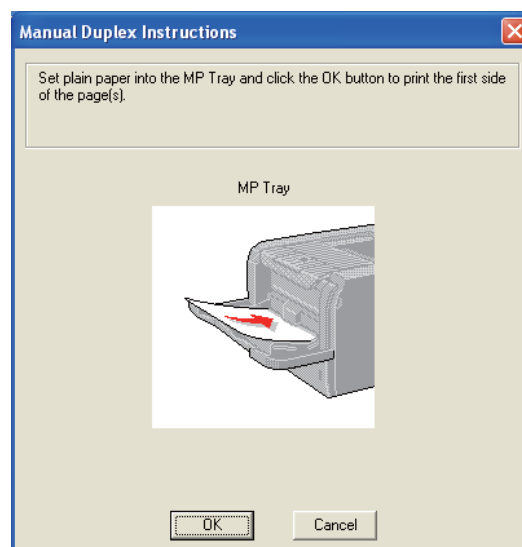 Manual Duplex Instructions
Set plain paper into the MP Tray and click the OK button to print the first side
of the page(s).
MP Tray
OK
Cancel